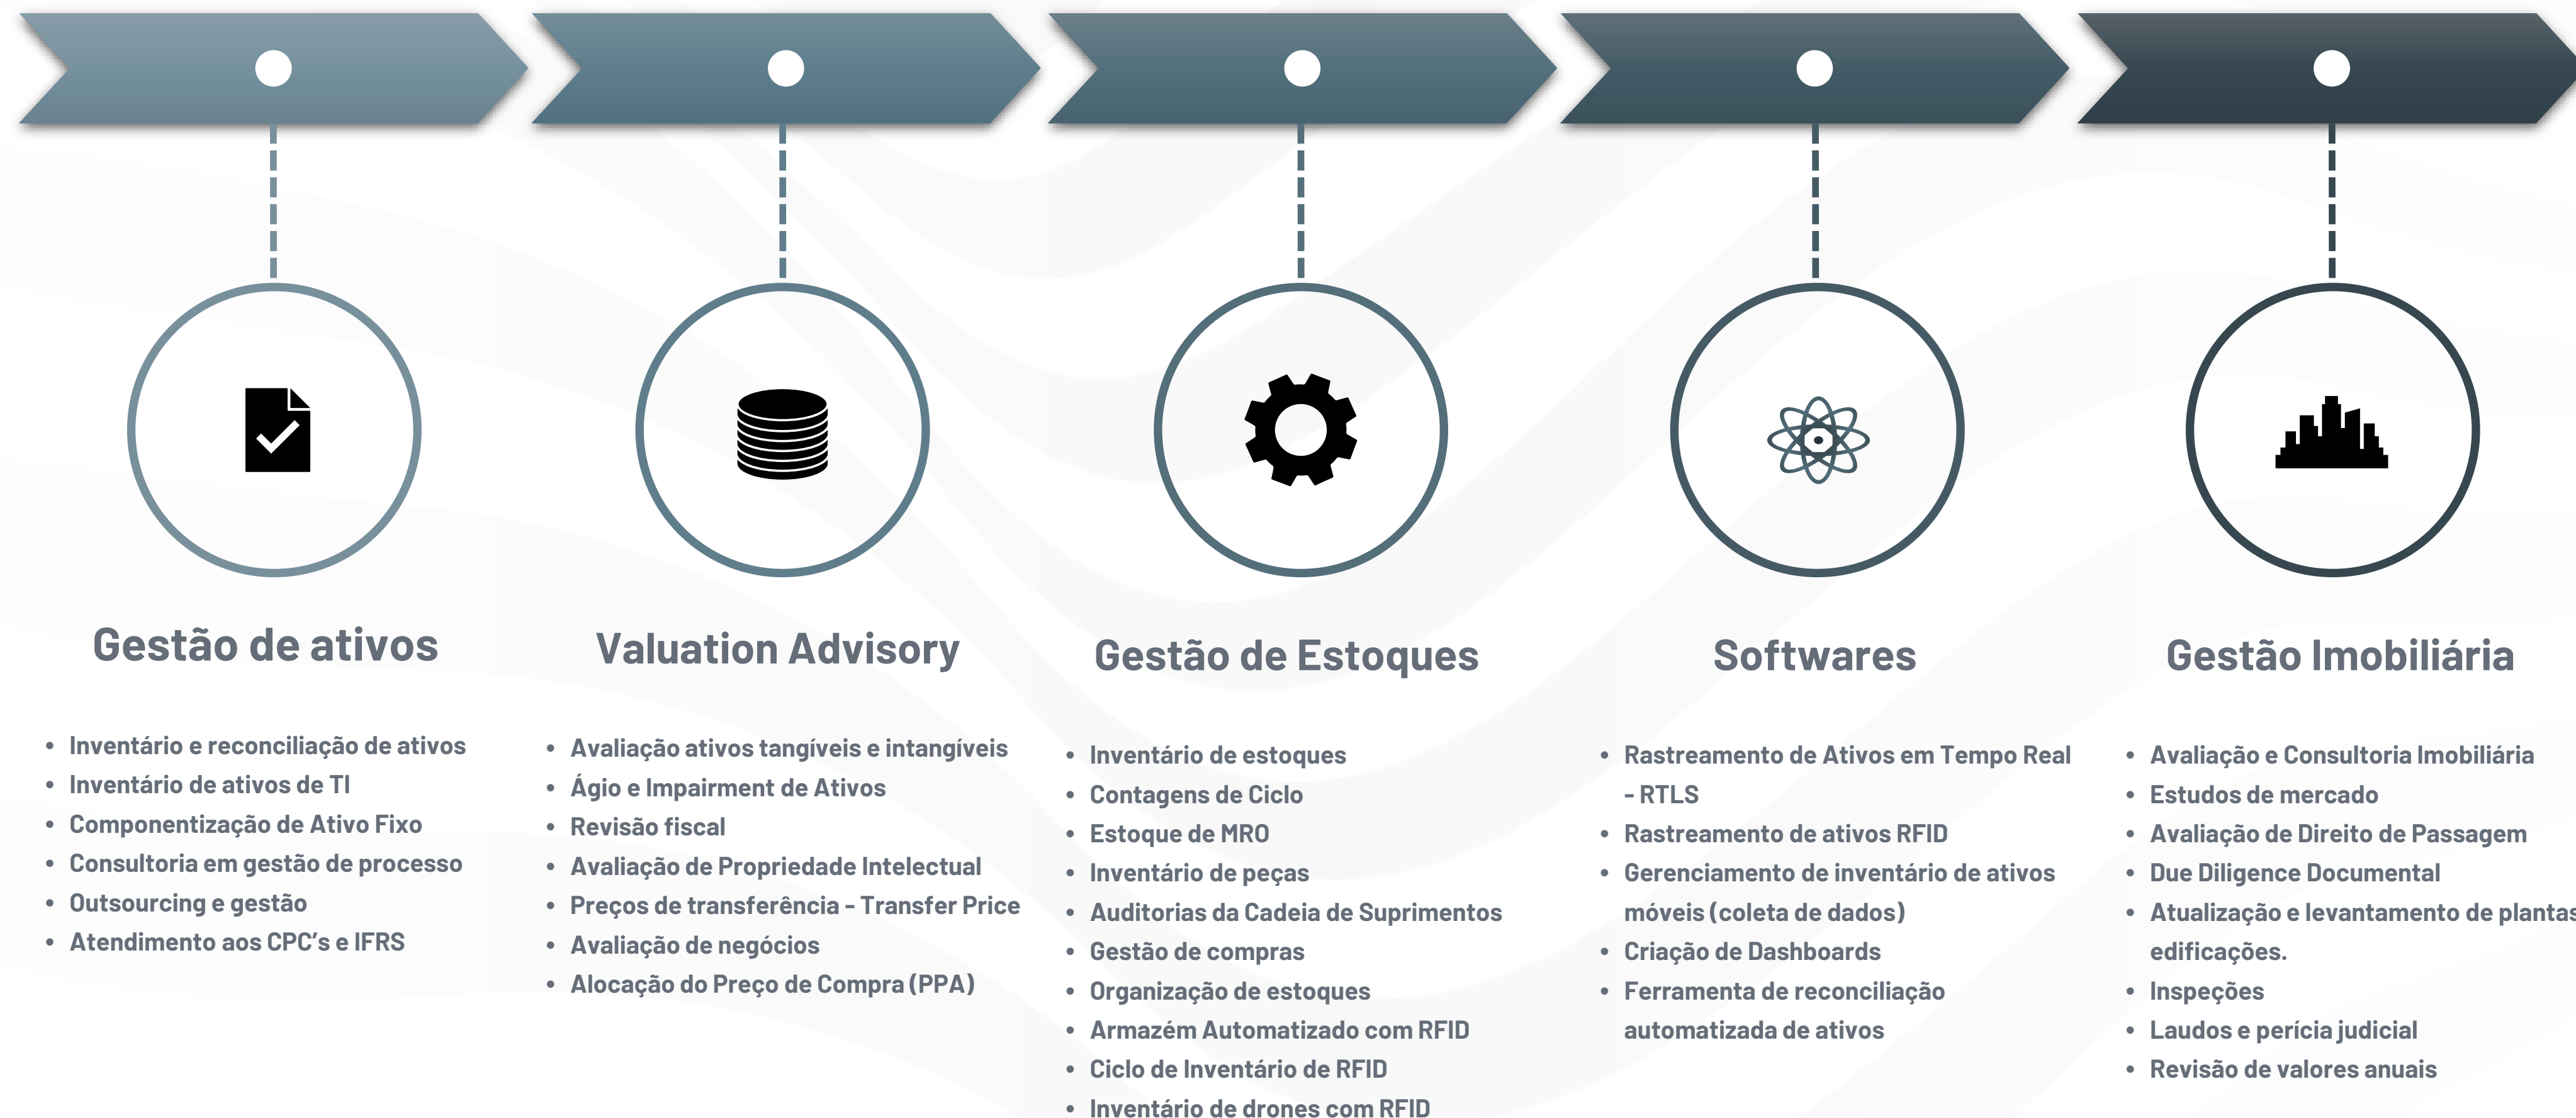 Gestão de ativos
• Inventário e reconciliação de ativos
• Inventário de ativos de TI
• Componentização de Ativo Fixo
• Consultoria em gestão de processo
• Outsourcing e gestão
• Atendimento aos CPC’s e IFRS
Valuation Advisory
• Avaliação ativos tangíveis e intangíveis
• Ágio e Impairment de Ativos
• Revisão fiscal
• Avaliação de Propriedade Intelectual
• Preços de transferência – Transfer Price
• Avaliação de negócios
• Alocação do Preço de Compra (PPA)
Gestão de Estoques
• Inventário de estoques
• Contagens de Ciclo
• Estoque de MRO
• Inventário de peças
• Auditorias da Cadeia de Suprimentos
• Gestão de compras
• Organização de estoques
• Armazém Automatizado com RFID
• Ciclo de Inventário de RFID
• Inventário de drones com RFID
Softwares
• Rastreamento de Ativos em Tempo Real
– RTLS
• Rastreamento de ativos RFID
• Gerenciamento de inventário de ativos
móveis (coleta de dados)
• Criação de Dashboards
• Ferramenta de reconciliação
automatizada de ativos
Gestão Imobiliária
• Avaliação e Consultoria Imobiliária
• Estudos de mercado
• Avaliação de Direito de Passagem
• Due Diligence Documental
• Atualização e levantamento de plantas
edificações.
• Inspeções
• Laudos e perícia judicial
• Revisão de valores anuais